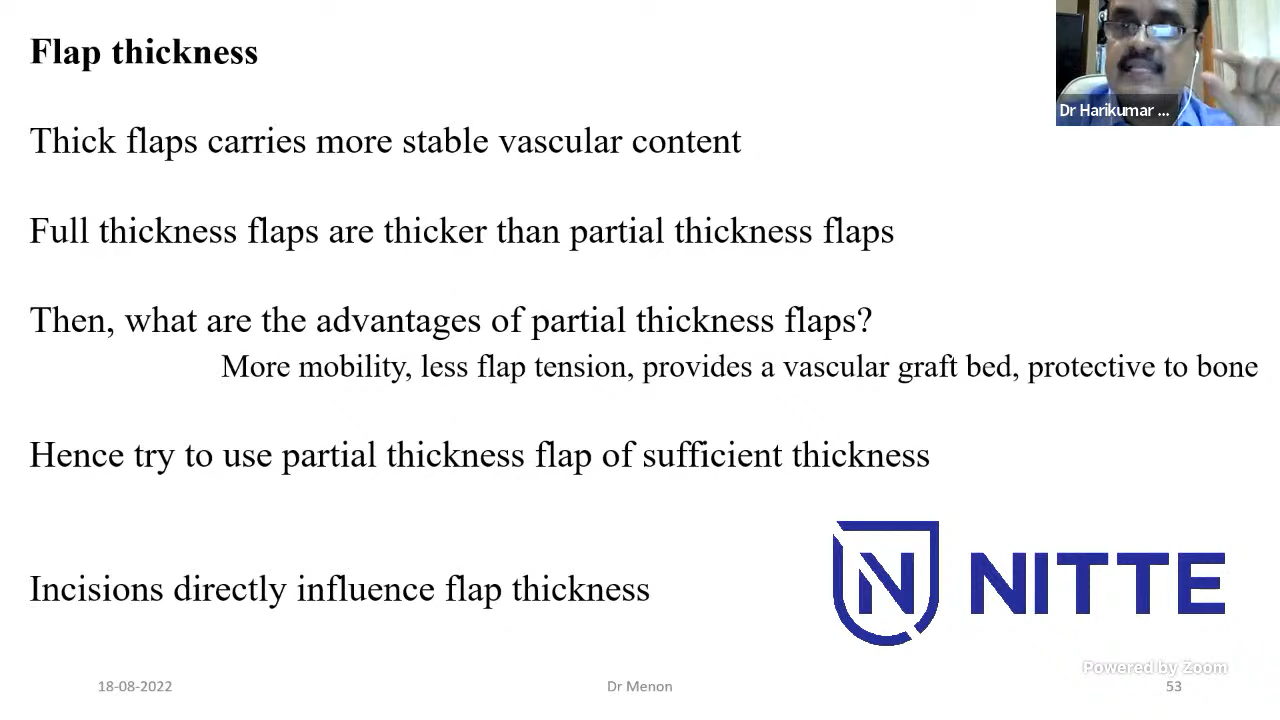 Flap thickness
Dr Harikumar ...
Thick flaps carries more stable vascular content
Full thickness flaps are thicker than partial thickness flaps
Then, what are the advantages of partial thickness flaps?
More mobility, less flap tension, provides a vascular graft bed, protective to bone
Hence try to use partial thickness flap of sufficient thickness
Incisions directly influence flap thickness
N NITTE
Powered by Zoom
18-08-2022
Dr Menon
53